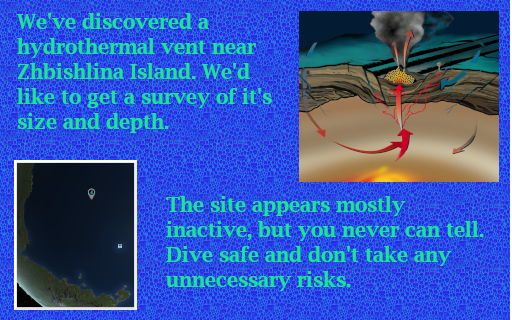 We've discovered a
hydrothermal vent near
Zhbishlina Island. We'd
like to get a survey of it's
size and depth.
The site appears mostly
inactive, but you never can tell.
Dive safe and don't take any
unnecessary risks.